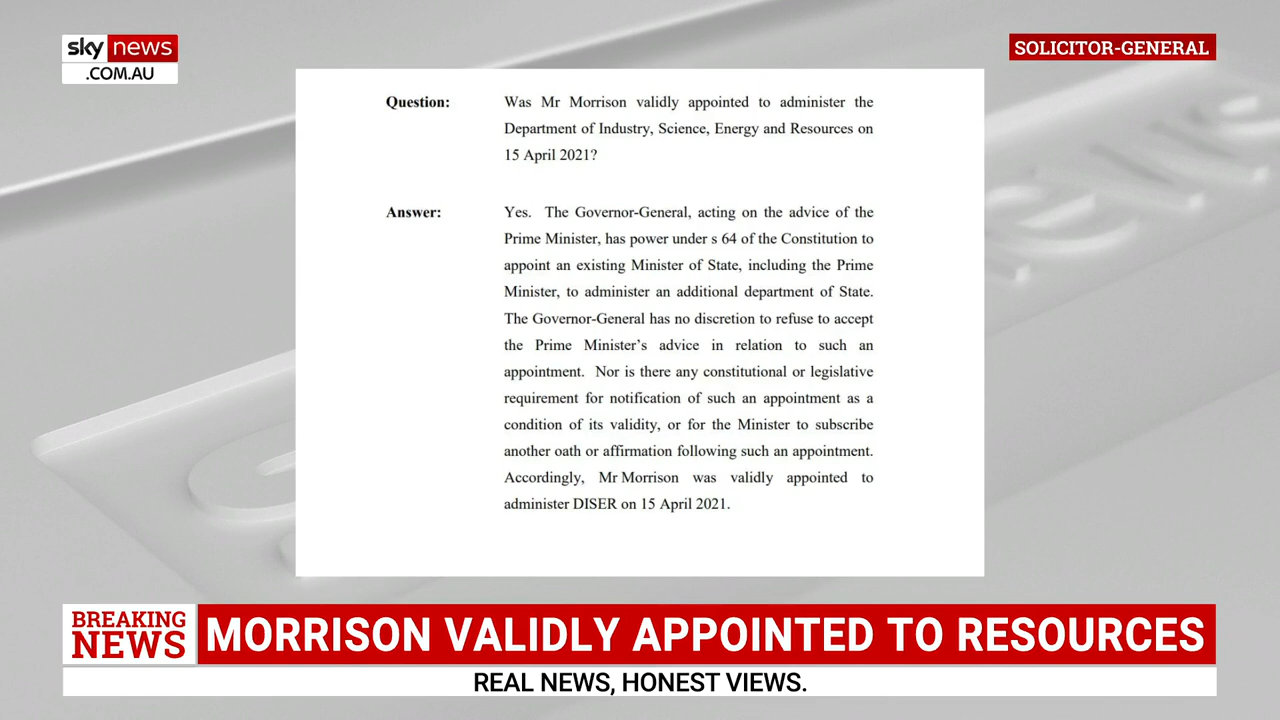 sky news
.COM.AU
SOLICITOR-GENERAL
Question: Was Mr Morrison validly appointed to administer the
Department of Industry, Science, Energy and Resources on
15 April 2021?
Answer: Yes. The Governor-General, acting on the advice of the
Prime Minister, has power under s 64 of the Constitution to
appoint an existing Minister of State, including the Prime
Minister, to administer an additional department of State.
The Governor-General has no discretion to refuse to accept
the Prime Minister’s advice in relation to such an
appointment. Nor is there any constitutional or legislative
requirement for notification of such an appointment as a
condition of its validity, or for the Minister to subscribe
another oath or affirmation following such an appointment.
Accordingly, Mr Morrison was validly appointed to
administer DISER on 15 April 2021.
BREAKING
NEWS
MORRISON VALIDLY APPOINTED TO RESOURCES
REAL NEWS, HONEST VIEWS.